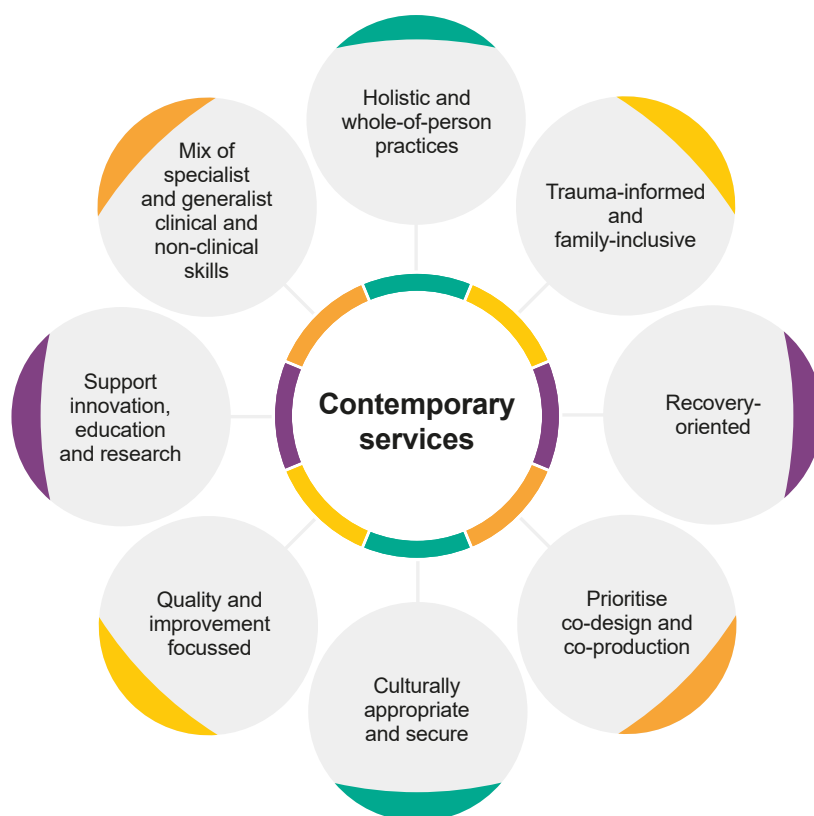 Holistic and
whole-of-person
practices
Trauma-informed
and
family-inclusive
Recovery-
oriented
Prioritise
co-design and
co-production
Culturally
appropriate
and secure
Quality and
improvement
focussed
Support
innovation,
education
and research
Mix of
specialist
and generalist
clinical and
non-clinical
skills
Contemporary
services